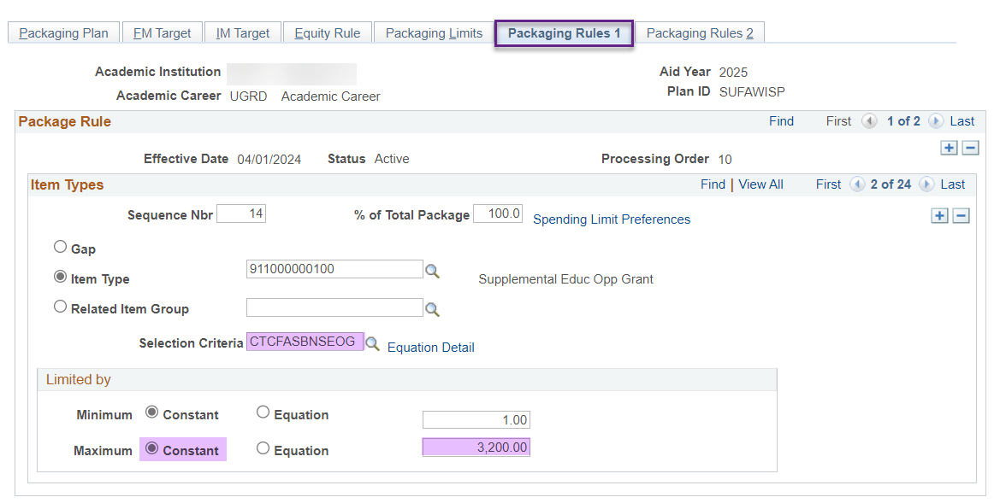 Packaging Plan FM Target IM Target Equity Rule Packaging Limits Packaging Rules 1 Packaging Rules 2
Academic Institution Aid Year 2025
Academic Career UGRD Academic Career Plan ID SUFAWISP
Package Rule Find First 1 of 2 Last
Effective Date 04/01/2024 Status Active Processing Order 10
Item Types Find | View All First 2 of 24 Last
Sequence Nbr 14 % of Total Package 100.0 Spending Limit Preferences
Gap
Item Type 911000000100 Supplemental Educ Opp Grant
Related Item Group
Selection Criteria CTCFASBNSEOG Equation Detail
Limited by
Minimum Constant Equation 1.00
Maximum Constant Equation 3,200.00